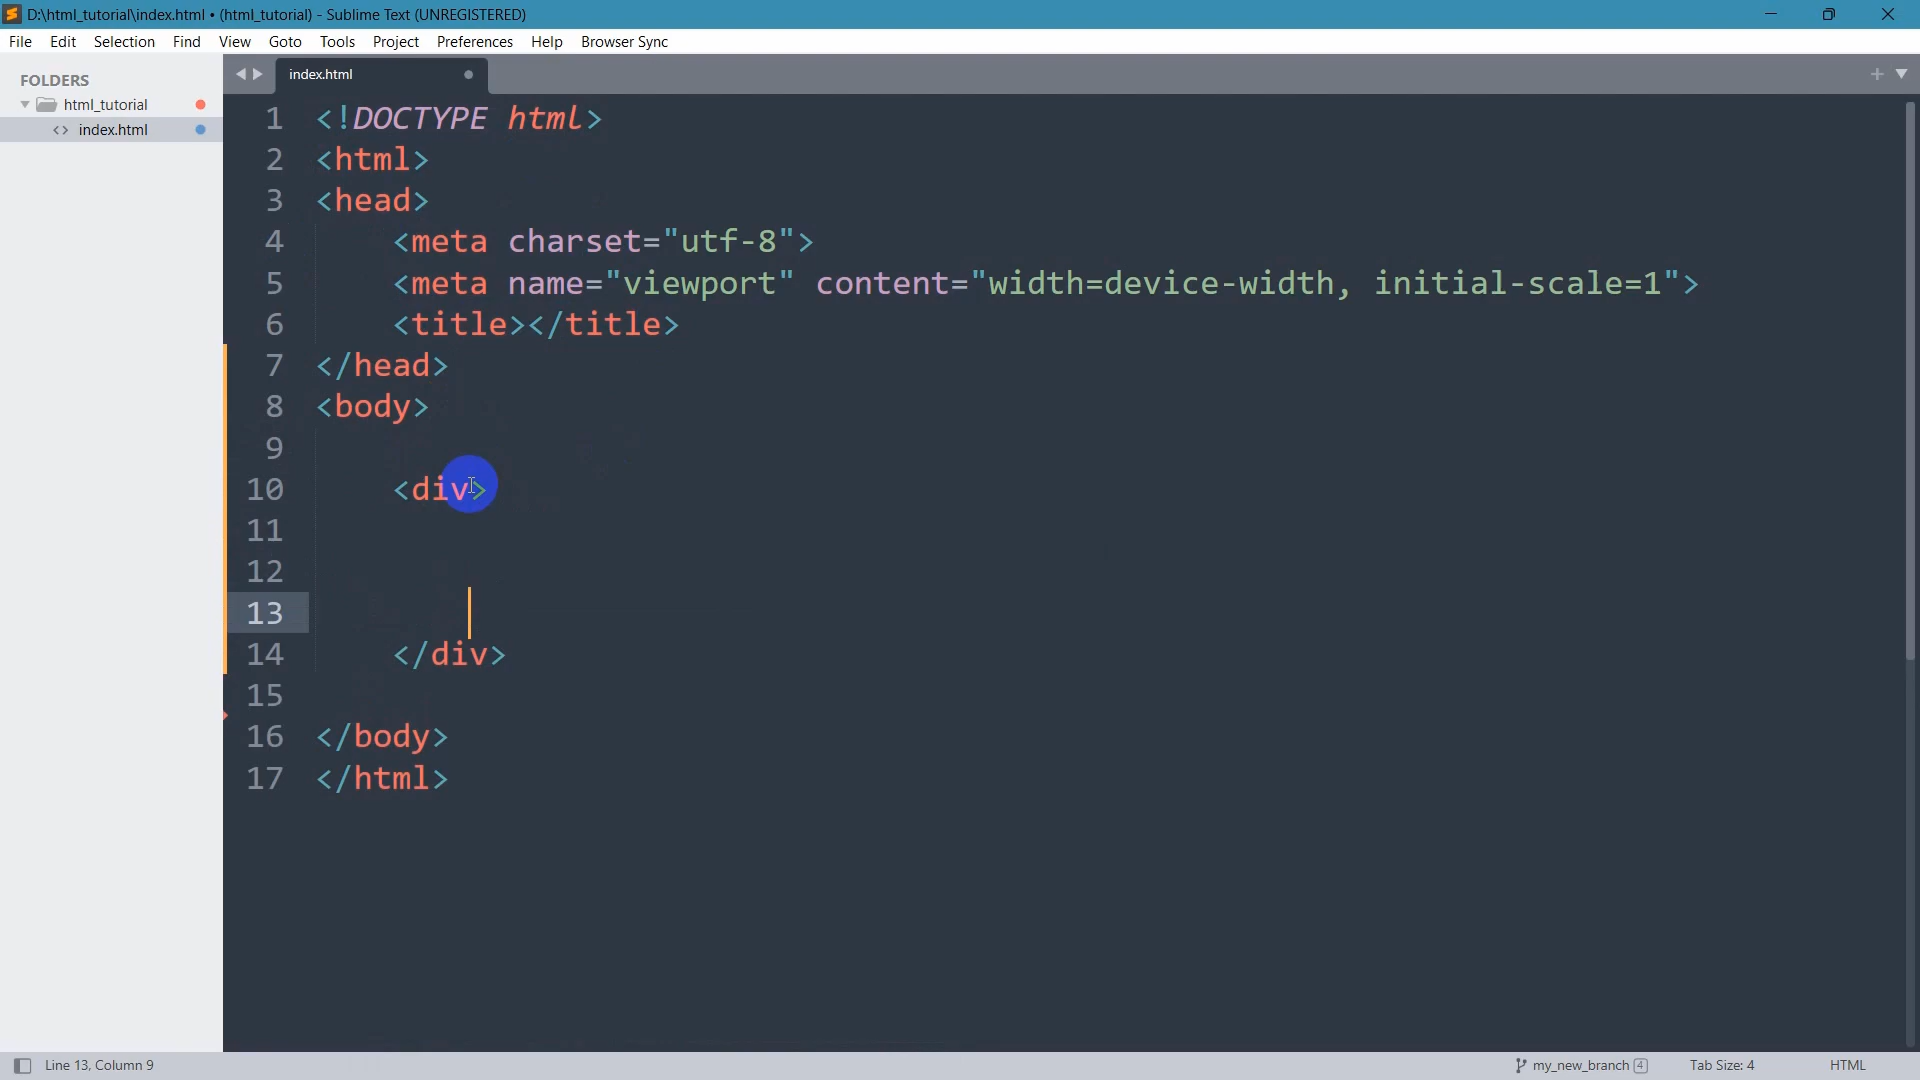 D:\html_tutorial\index.html • (html_tutorial) - Sublime Text (UNREGISTERED)
File Edit Selection Find View Goto Tools Project Preferences Help Browser Sync
FOLDERS
html_tutorial
<> index.html
index.html
1 <!DOCTYPE html>
2 <html>
3 <head>
4     <meta charset="utf-8">
5     <meta name="viewport" content="width=device-width, initial-scale=1">
6     <title></title>
7 </head>
8 <body>
9
10     <div>
11
12
13
14     </div>
15
16 </body>
17 </html>
Line 13, Column 9
my_new_branch 4
Tab Size: 4
HTML